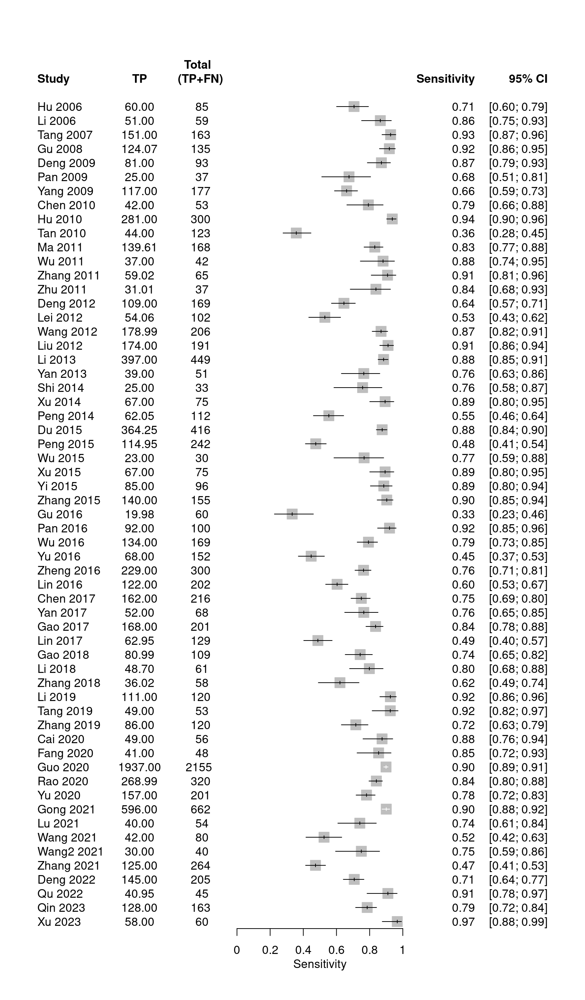 Total
Study TP (TP+FN) Sensitivity 95% CI
Hu 2006 60.00 85 0.71 [0.60; 0.79]
Li 2006 51.00 59 0.86 [0.75; 0.93]
Tang 2007 151.00 163 0.93 [0.87; 0.96]
Gu 2008 124.07 135 0.92 [0.86; 0.95]
Deng 2009 81.00 93 0.87 [0.79; 0.93]
Pan 2009 25.00 37 0.68 [0.51; 0.81]
Yang 2009 117.00 177 0.66 [0.59; 0.73]
Chen 2010 42.00 53 0.79 [0.66; 0.88]
Hu 2010 281.00 300 0.94 [0.90; 0.96]
Tan 2010 44.00 123 0.36 [0.28; 0.45]
Ma 2011 139.61 168 0.83 [0.77; 0.88]
Wu 2011 37.00 42 0.88 [0.74; 0.95]
Zhang 2011 59.02 65 0.91 [0.81; 0.96]
Zhu 2011 31.01 37 0.84 [0.68; 0.93]
Deng 2012 109.00 169 0.64 [0.57; 0.71]
Lei 2012 54.06 102 0.53 [0.43; 0.62]
Wang 2012 178.99 206 0.87 [0.82; 0.91]
Liu 2012 174.00 191 0.91 [0.86; 0.94]
Li 2013 397.00 449 0.88 [0.85; 0.91]
Yan 2013 39.00 51 0.76 [0.63; 0.86]
Shi 2014 25.00 33 0.76 [0.58; 0.87]
Xu 2014 67.00 75 0.89 [0.80; 0.95]
Peng 2014 62.05 112 0.55 [0.46; 0.64]
Du 2015 364.25 416 0.88 [0.84; 0.90]
Peng 2015 114.95 242 0.48 [0.41; 0.54]
Wu 2015 23.00 30 0.77 [0.59; 0.88]
Xu 2015 67.00 75 0.89 [0.80; 0.95]
Yi 2015 85.00 96 0.89 [0.80; 0.94]
Zhang 2015 140.00 155 0.90 [0.85; 0.94]
Gu 2016 19.98 60 0.33 [0.23; 0.46]
Pan 2016 92.00 100 0.92 [0.85; 0.96]
Wu 2016 134.00 169 0.79 [0.73; 0.85]
Yu 2016 68.00 152 0.45 [0.37; 0.53]
Zheng 2016 229.00 300 0.76 [0.71; 0.81]
Lin 2016 122.00 202 0.60 [0.53; 0.67]
Chen 2017 162.00 216 0.75 [0.69; 0.80]
Yan 2017 52.00 68 0.76 [0.65; 0.85]
Gao 2017 168.00 201 0.84 [0.78; 0.88]
Lin 2017 62.95 129 0.49 [0.40; 0.57]
Gao 2018 80.99 109 0.74 [0.65; 0.82]
Li 2018 48.70 61 0.80 [0.68; 0.88]
Zhang 2018 36.02 58 0.62 [0.49; 0.74]
Li 2019 111.00 120 0.92 [0.86; 0.96]
Tang 2019 49.00 53 0.92 [0.82; 0.97]
Zhang 2019 86.00 120 0.72 [0.63; 0.79]
Cai 2020 49.00 56 0.88 [0.76; 0.94]
Fang 2020 41.00 48 0.85 [0.72; 0.93]
Guo 2020 1937.00 2155 0.90 [0.89; 0.91]
Rao 2020 268.99 320 0.84 [0.80; 0.88]
Yu 2020 157.00 201 0.78 [0.72; 0.83]
Gong 2021 596.00 662 0.90 [0.88; 0.92]
Lu 2021 40.00 54 0.74 [0.61; 0.84]
Wang 2021 42.00 80 0.52 [0.42; 0.63]
Wang2 2021 30.00 40 0.75 [0.59; 0.86]
Zhang 2021 125.00 264 0.47 [0.41; 0.53]
Deng 2022 145.00 205 0.71 [0.64; 0.77]
Qu 2022 40.95 45 0.91 [0.78; 0.97]
Qin 2023 128.00 163 0.79 [0.72; 0.84]
Xu 2023 58.00 60 0.97 [0.88; 0.99]
0 0.2 0.4 0.6 0.8 1
Sensitivity